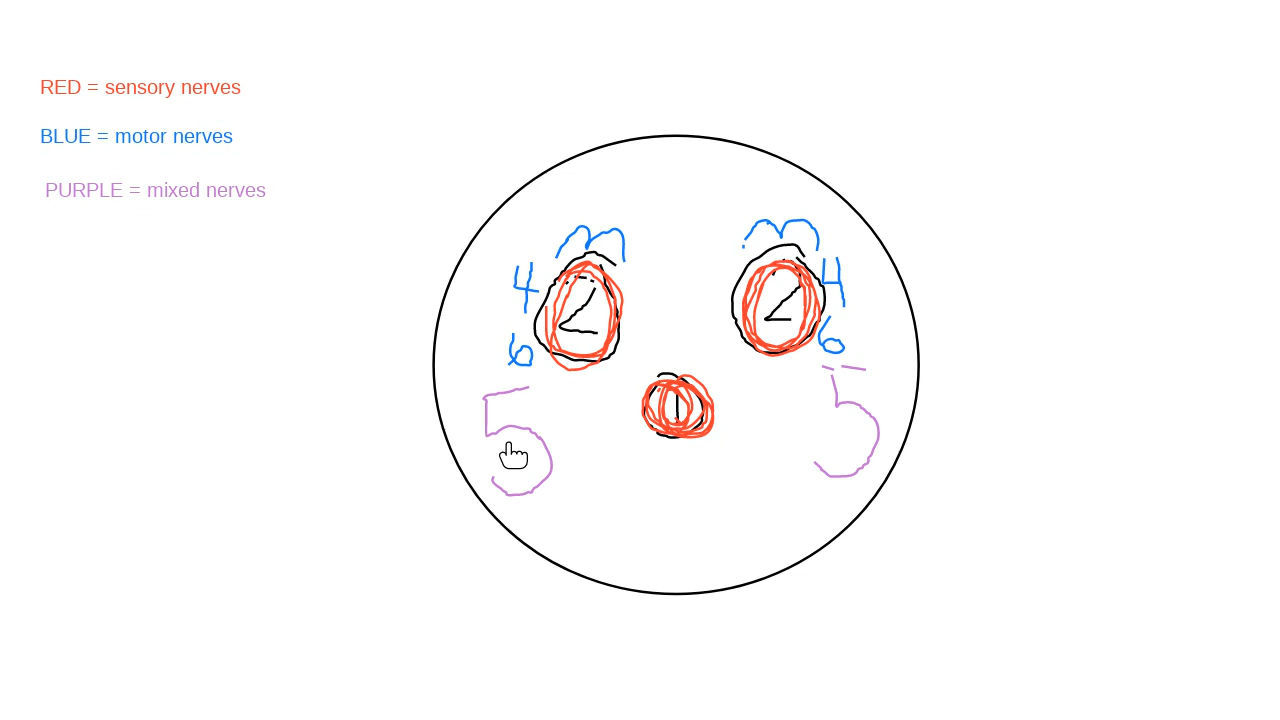 RED = sensory nerves
BLUE = motor nerves
PURPLE = mixed nerves
3 3
4 2 2 4
6 6
1
5 5